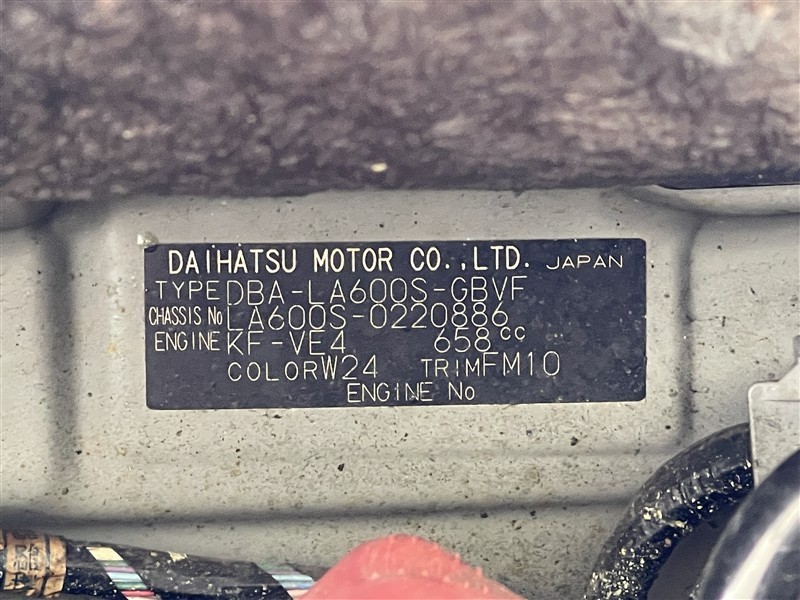 DAIHATSU MOTOR CO.,LTD. JAPAN
TYPE DBA-LA600S-GBVF
CHASSIS No LA600S-0220886
ENGINE KF-VE4 658cc
COLOR W24 TRIM FM10
ENGINE No